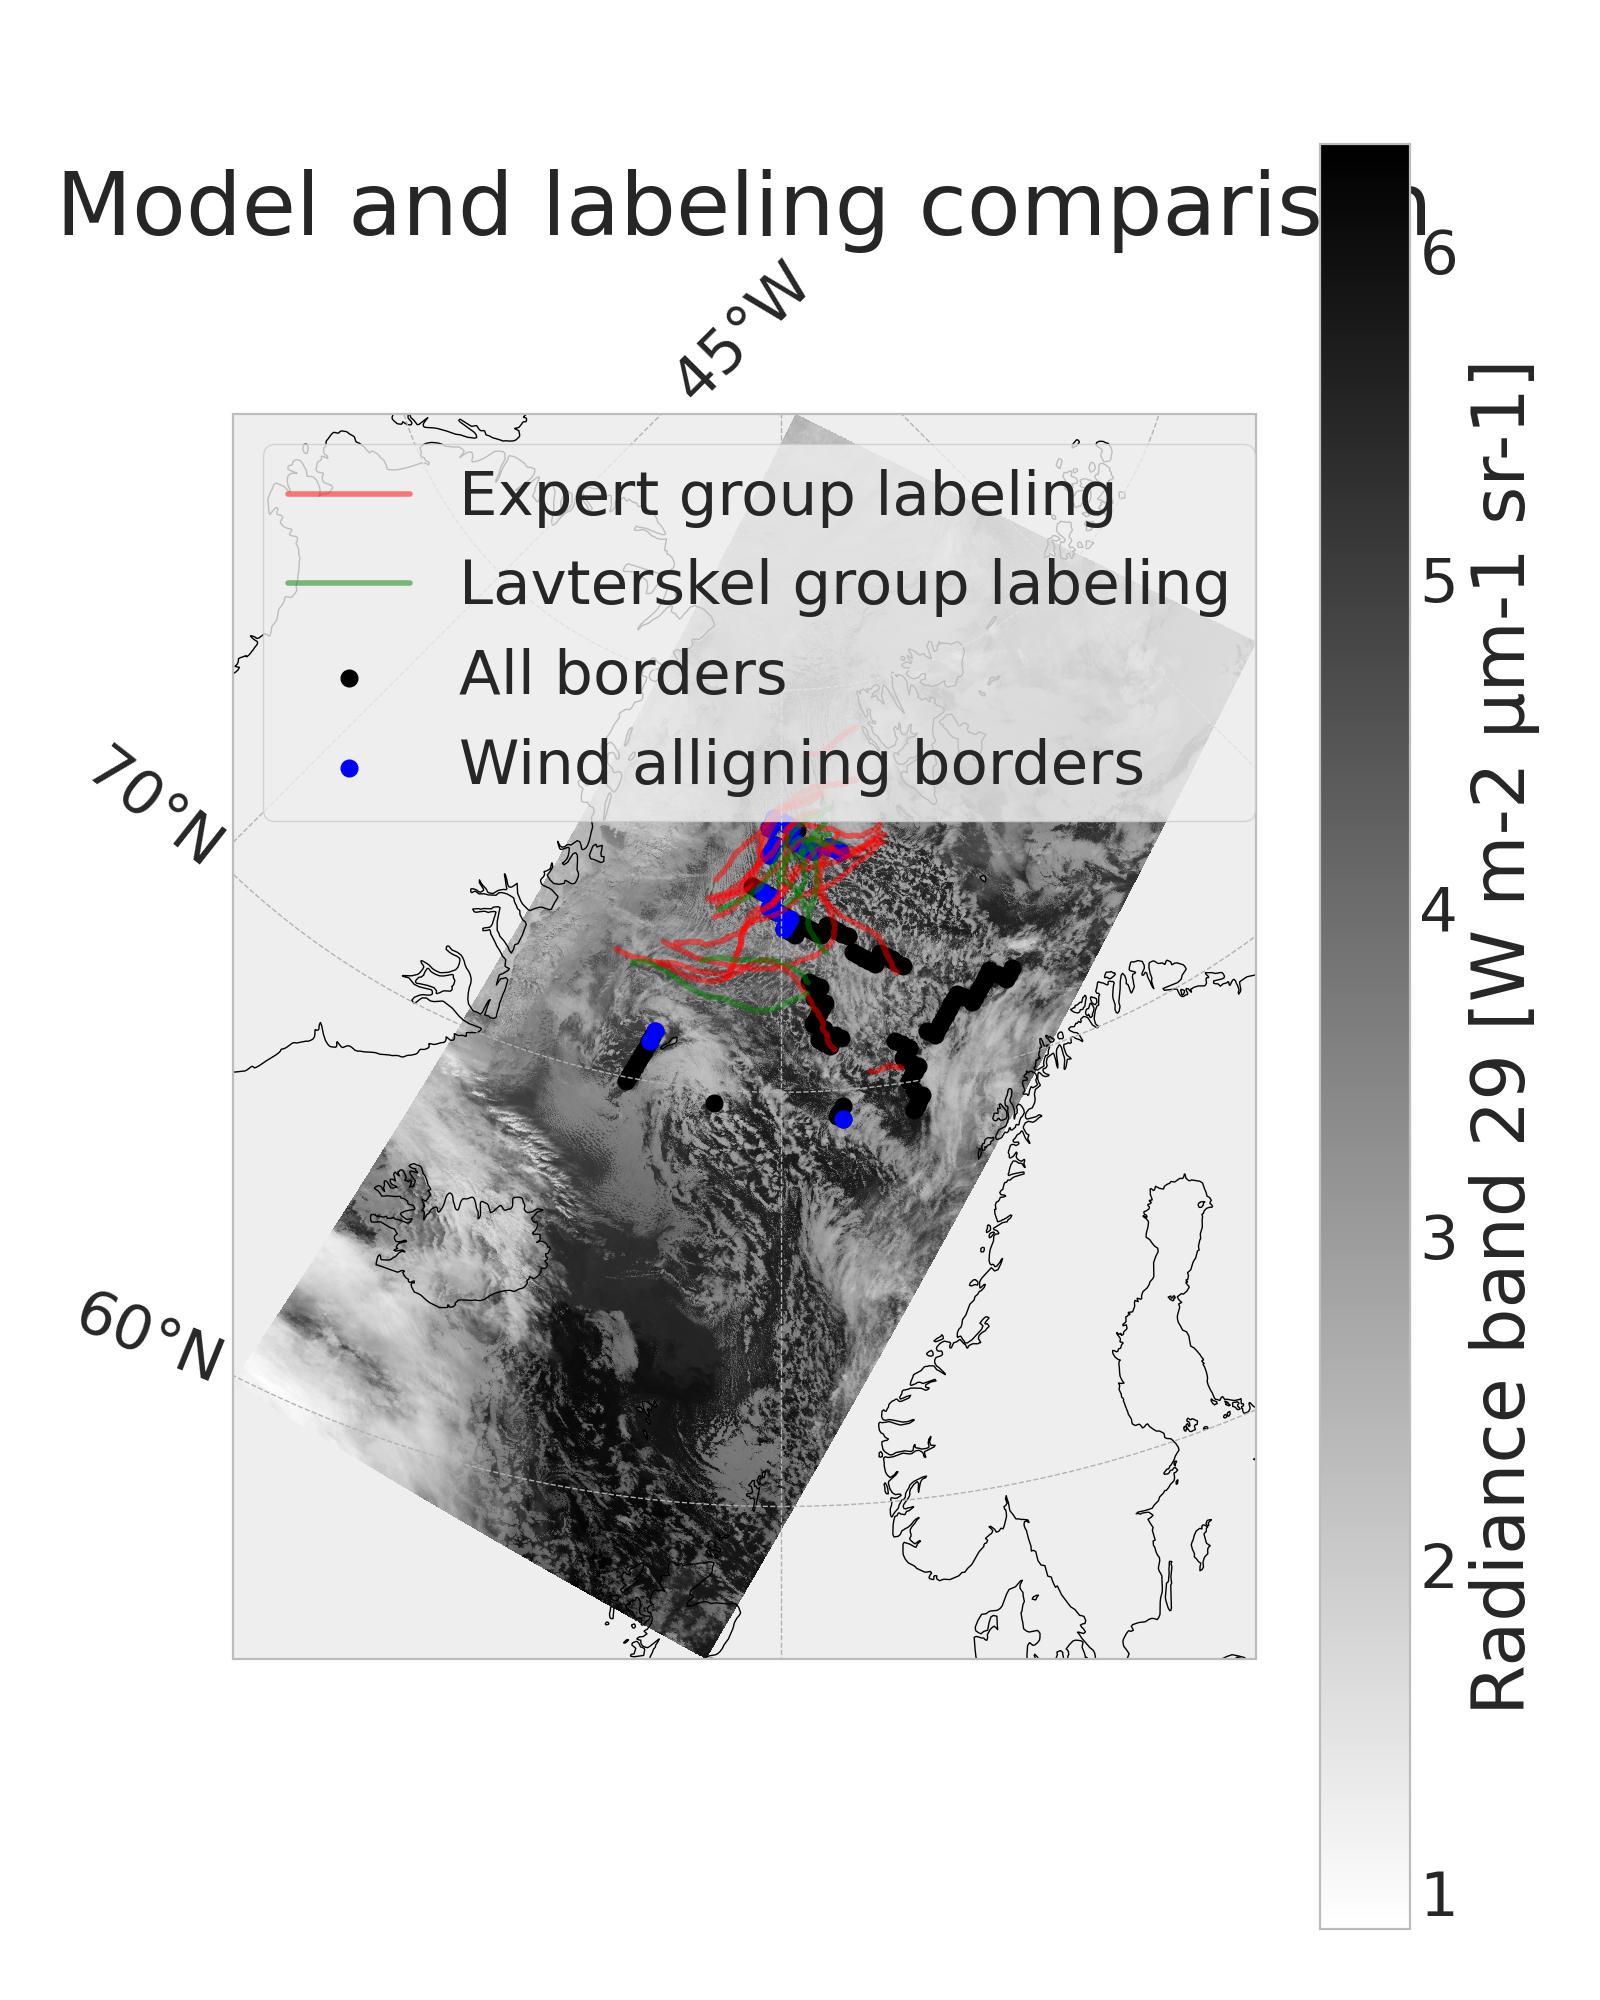 Model and labeling comparis n
45°W
Expert group labeling
Lavterskel group labeling
All borders
Wind alligning borders
70°N
60°N
6
5
4
3
2
1
Radiance band 29 [W m-2 µm-1 sr-1]